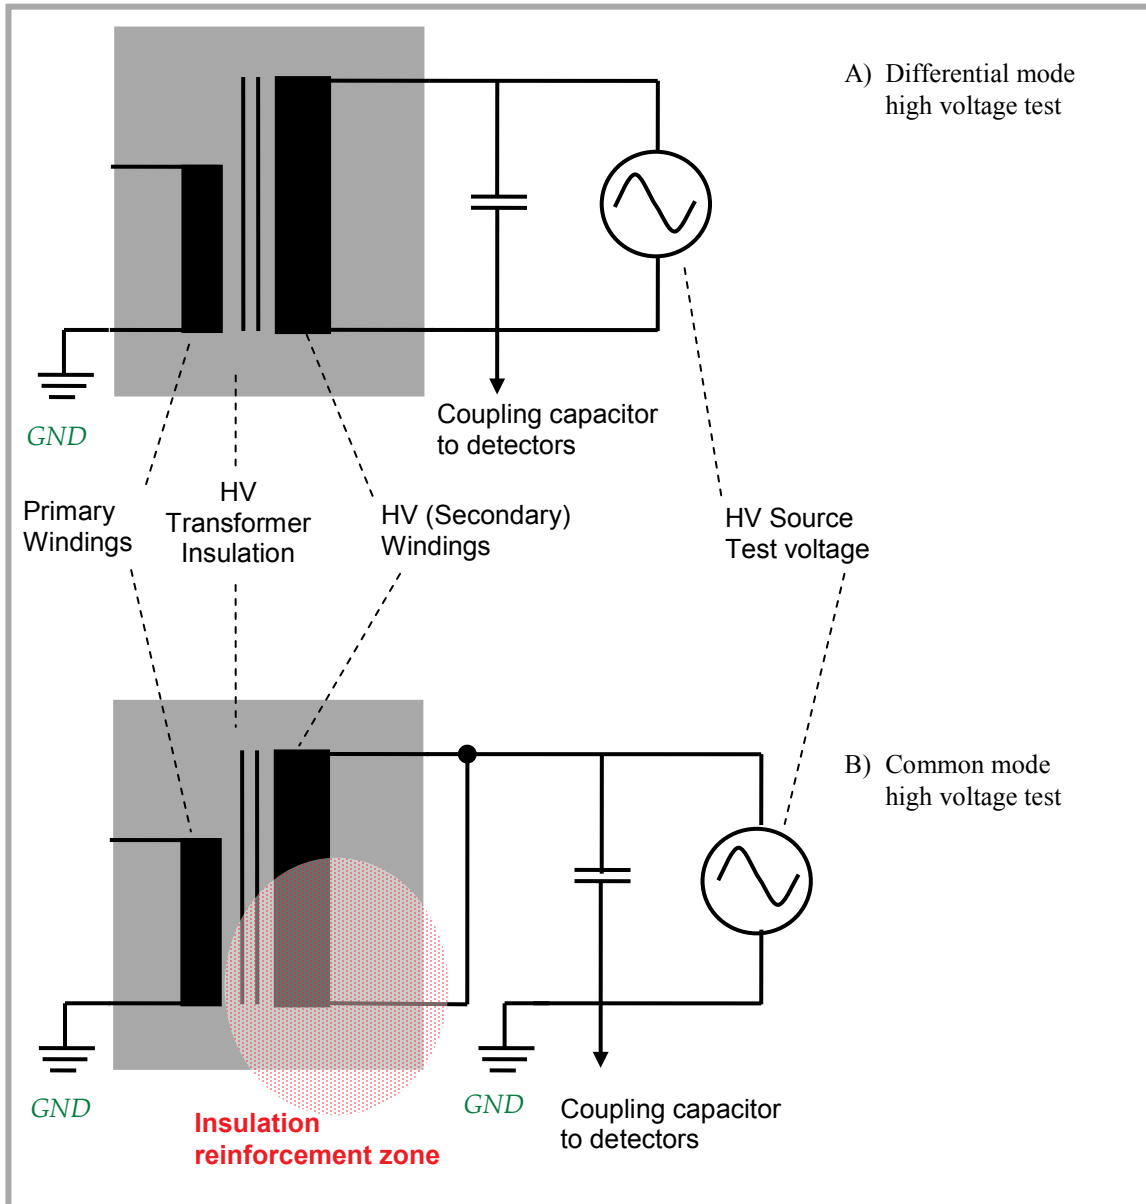 A) Differential mode
high voltage test
GND
Coupling capacitor
to detectors
Primary
Windings
HV
Transformer
Insulation
HV (Secondary)
Windings
HV Source
Test voltage
B) Common mode
high voltage test
GND
Insulation
reinforcement zone
GND
Coupling capacitor
to detectors